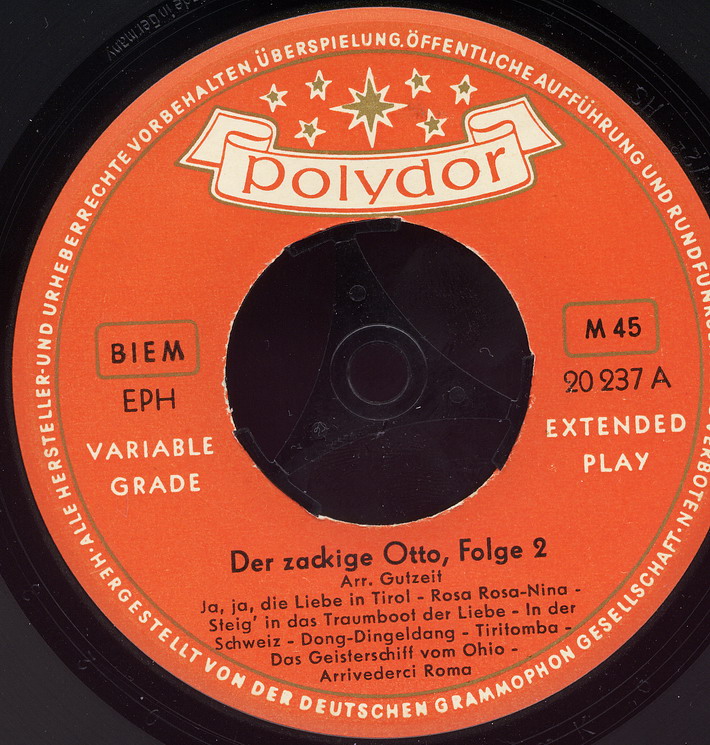 Made in Germany
·ALLE HERSTELLER-UND URHEBERRECHTE VORBEHALTEN,ÜBERSPIELUNG,ÖFFENTLICHE AUFFÜHRUNG UND RUNDFUNK VERBOTEN·
polydor
BIEM
EPH
VARIABLE
GRADE
M 45
20 237 A
EXTENDED
PLAY
Der zackige Otto, Folge 2
Arr. Gutzeit
Ja, ja, die Liebe in Tirol - Rosa Rosa-Nina -
Steig' in das Traumboot der Liebe - In der
Schweiz - Dong-Dingeldang - Tiritomba -
Das Geisterschiff vom Ohio -
Arrivederci Roma
HERGESTELLT VON DER DEUTSCHEN GRAMMOPHON GESELLSCHAFT·